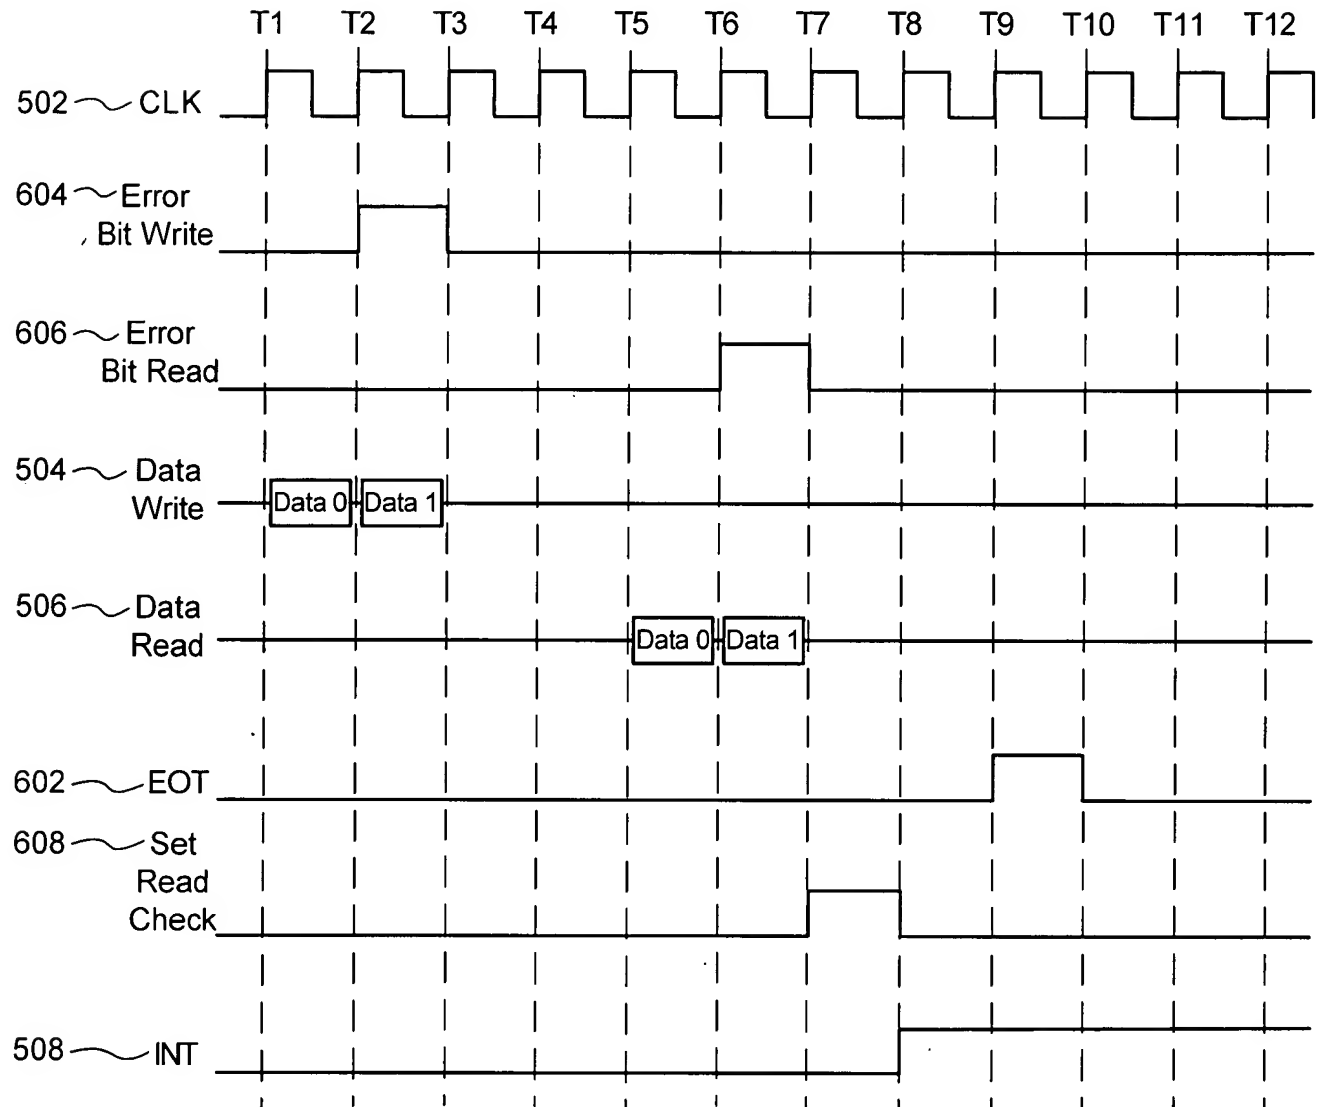 T1 T2 T3 T4 T5 T6 T7 T8 T9 T10 T11 T12
502 CLK
604 Error
Bit Write
606 Error
Bit Read
504 Data
Write
Data 0 Data 1
506 Data
Read
Data 0 Data 1
602 EOT
608 Set
Read
Check
508 INT